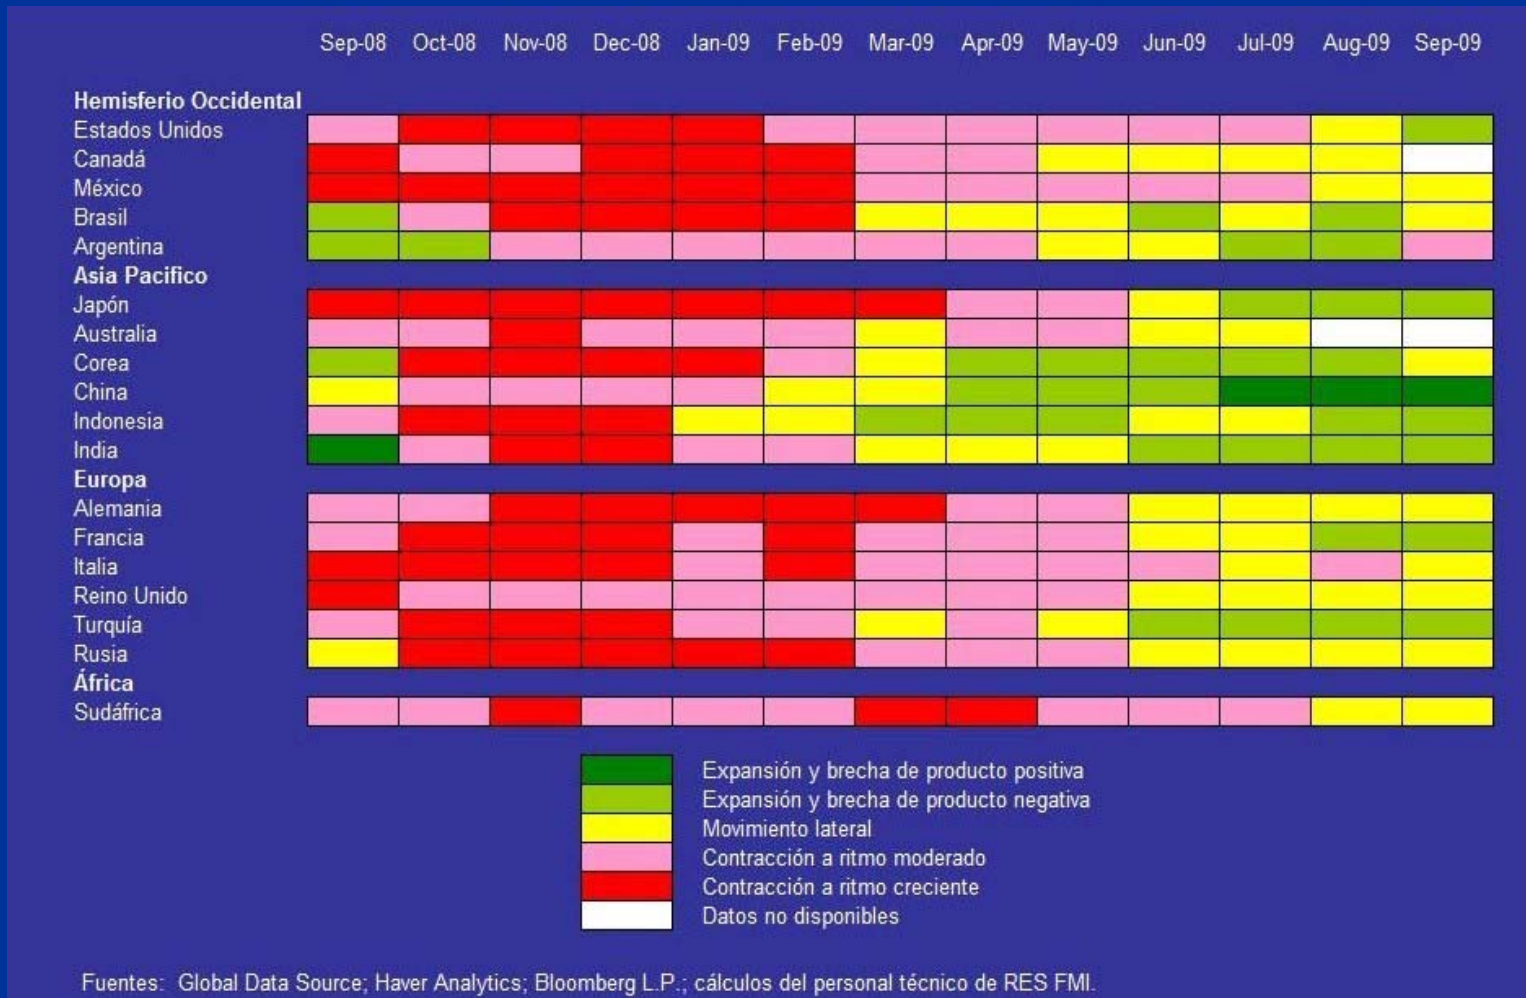 Sep-08 Oct-08 Nov-08 Dec-08 Jan-09 Feb-09 Mar-09 Apr-09 May-09 Jun-09 Jul-09 Aug-09 Sep-09
Hemisferio Occidental
Estados Unidos
Canadá
México
Brasil
Argentina
Asia Pacifico
Japón
Australia
Corea
China
Indonesia
India
Europa
Alemania
Francia
Italia
Reino Unido
Turquía
Rusia
África
Sudáfrica
Expansión y brecha de producto positiva
Expansión y brecha de producto negativa
Movimiento lateral
Contracción a ritmo moderado
Contracción a ritmo creciente
Datos no disponibles
Fuentes: Global Data Source; Haver Analytics; Bloomberg L.P.; cálculos del personal técnico de RES FMI.